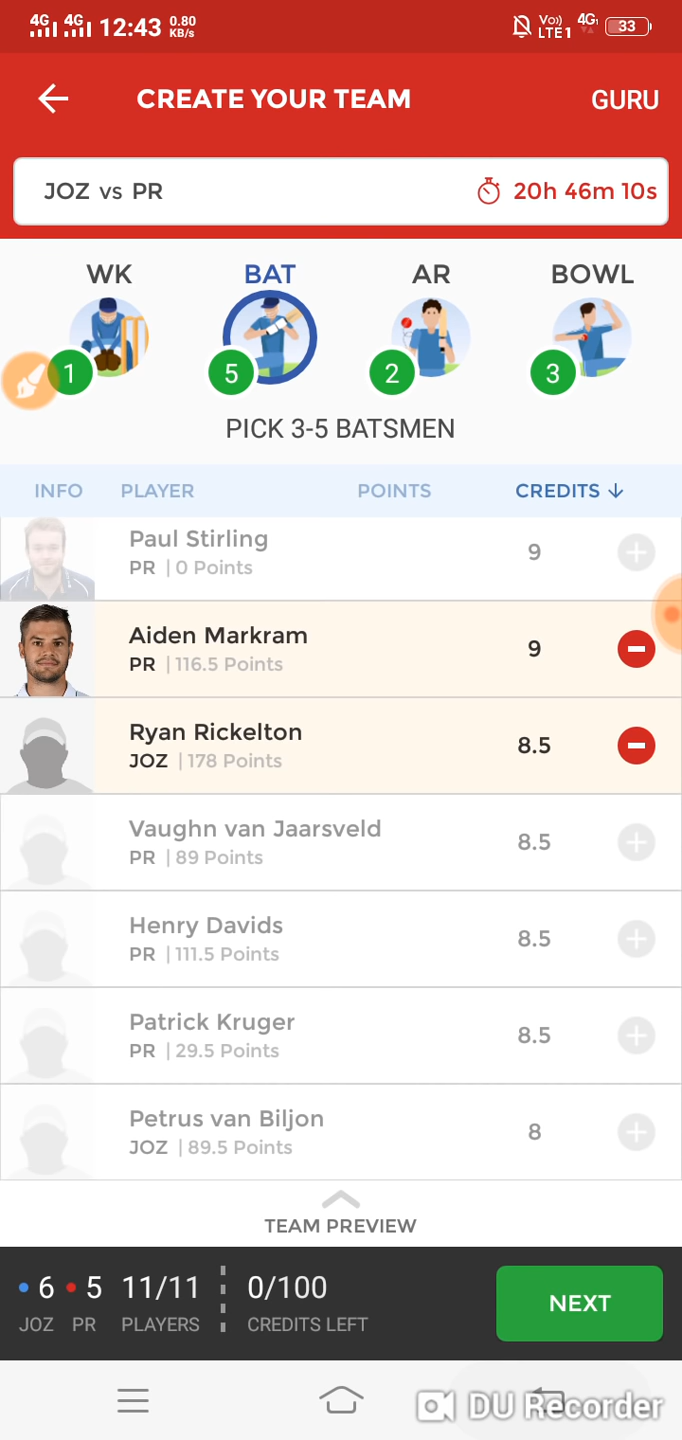 4G 4G 12:43 0.80 KB/s Vo) LTE1 4G 33
CREATE YOUR TEAM GURU
JOZ vs PR 20h 46m 10s
WK BAT AR BOWL
1 5 2 3
PICK 3-5 BATSMEN
INFO PLAYER POINTS CREDITS ↓
Paul Stirling
PR | 0 Points 9
Aiden Markram
PR | 116.5 Points 9
Ryan Rickelton
JOZ | 178 Points 8.5
Vaughn van Jaarsveld
PR | 89 Points 8.5
Henry Davids
PR | 111.5 Points 8.5
Patrick Kruger
PR | 29.5 Points 8.5
Petrus van Biljon
JOZ | 89.5 Points 8
TEAM PREVIEW
6 5 11/11 0/100 NEXT
JOZ PR PLAYERS CREDITS LEFT
DU Recorder